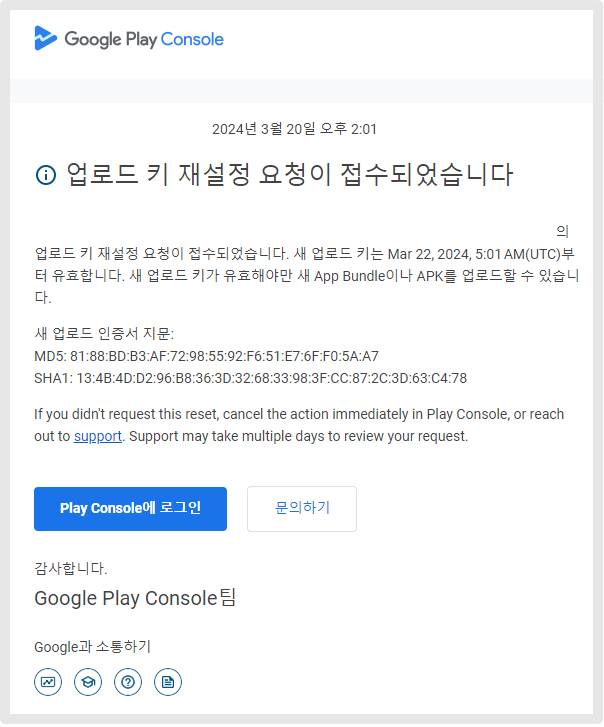 Google Play Console
2024년 3월 20일 오후 2:01
업로드 키 재설정 요청이 접수되었습니다
의
업로드 키 재설정 요청이 접수되었습니다. 새 업로드 키는 Mar 22, 2024, 5:01 AM(UTC)부
터 유효합니다. 새 업로드 키가 유효해야만 새 App Bundle이나 APK를 업로드할 수 있습니
다.
새 업로드 인증서 지문:
MD5: 81:88:BD:B3:AF:72:98:55:92:F6:51:E7:6F:F0:5A:A7
SHA1: 13:4B:4D:D2:96:B8:36:3D:32:68:33:98:3F:CC:87:2C:3D:63:C4:78
If you didn't request this reset, cancel the action immediately in Play Console, or reach
out to support. Support may take multiple days to review your request.
Play Console에 로그인
문의하기
감사합니다.
Google Play Console팀
Google과 소통하기